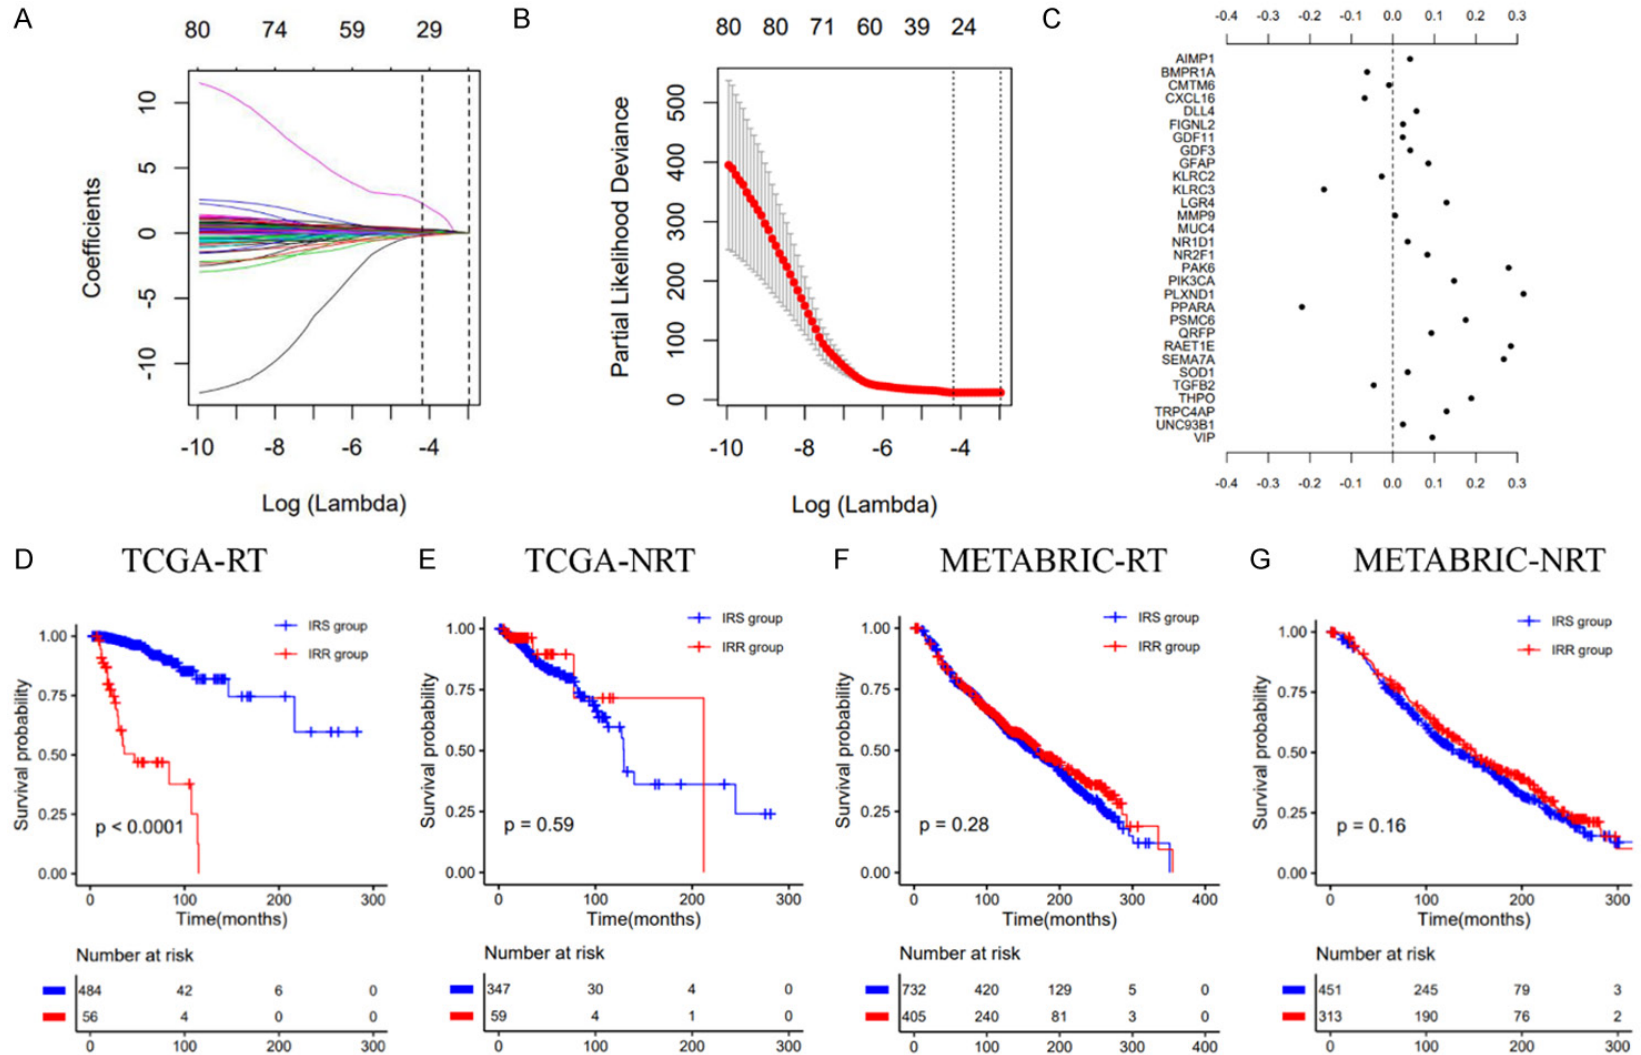 A
80 74 59 29
10
5
0
-5
-10
Coefficients
-10 -8 -6 -4
Log (Lambda)
B
80 80 71 60 39 24
500
400
300
200
100
0
Partial Likelihood Deviance
-10 -8 -6 -4
Log (Lambda)
C
-0.4 -0.3 -0.2 -0.1 0.0 0.1 0.2 0.3
AIMP1
BMPR1A
CMTM6
CXCL16
DLL4
FIGNL2
GDF11
GDF3
GFAP
KLRC2
KLRC3
LGR4
MMP9
MUC4
NR1D1
NR2F1
PAK6
PIK3CA
PLXND1
PPARA
PSMC6
QRFP
RAET1E
SEMA7A
SOD1
TGFB2
THPO
TRPC4AP
UNC93B1
VIP
-0.4 -0.3 -0.2 -0.1 0.0 0.1 0.2 0.3
D TCGA-RT
IRS group
IRR group
1.00
0.75
0.50
0.25
0.00
Survival probability
p < 0.0001
0 100 200 300
Time(months)
Number at risk
484 42 6 0
56 4 0 0
0 100 200 300
E TCGA-NRT
IRS group
IRR group
1.00
0.75
0.50
0.25
0.00
Survival probability
p = 0.59
0 100 200 300
Time(months)
Number at risk
347 30 4 0
59 4 1 0
0 100 200 300
F METABRIC-RT
IRS group
IRR group
1.00
0.75
0.50
0.25
0.00
Survival probability
p = 0.28
0 100 200 300 400
Time(months)
Number at risk
732 420 129 5 0
405 240 81 3 0
0 100 200 300 400
G METABRIC-NRT
IRS group
IRR group
1.00
0.75
0.50
0.25
0.00
Survival probability
p = 0.16
0 100 200 300
Time(months)
Number at risk
451 245 79 3
313 190 76 2
0 100 200 300